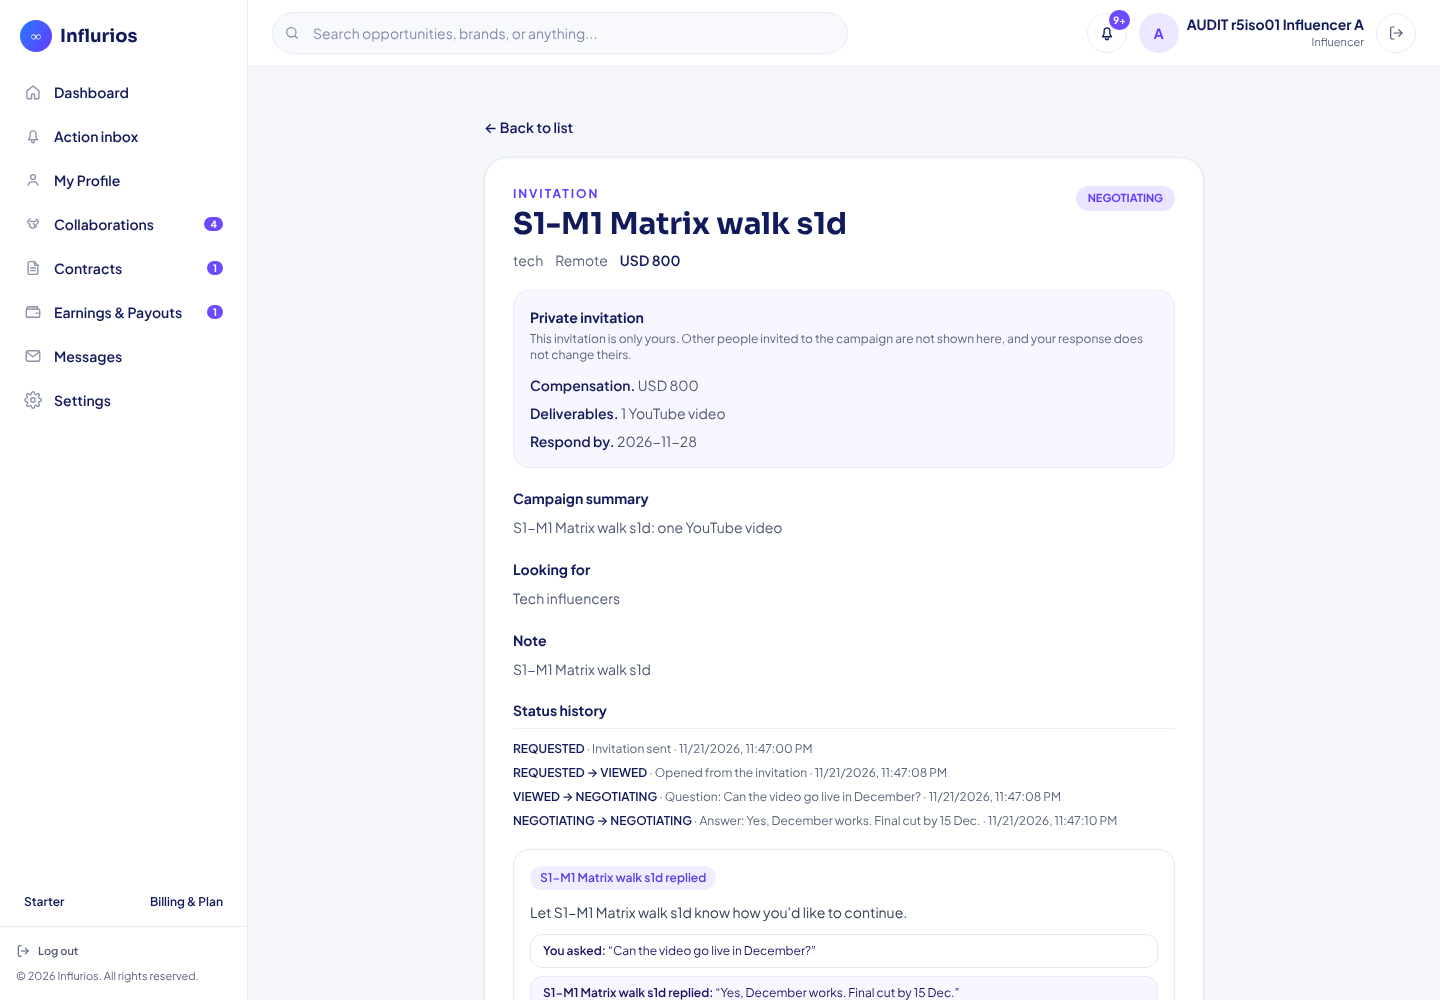 ∞ Influrios
Search opportunities, brands, or anything...
9+
A
AUDIT r5iso01 Influencer A
Influencer
Dashboard
Action inbox
My Profile
Collaborations 4
Contracts 1
Earnings & Payouts 1
Messages
Settings
Starter Billing & Plan
Log out
© 2026 Influrios. All rights reserved.
← Back to list
INVITATION
NEGOTIATING
S1-M1 Matrix walk s1d
tech Remote USD 800
Private invitation
This invitation is only yours. Other people invited to the campaign are not shown here, and your response does
not change theirs.
Compensation. USD 800
Deliverables. 1 YouTube video
Respond by. 2026-11-28
Campaign summary
S1-M1 Matrix walk s1d: one YouTube video
Looking for
Tech influencers
Note
S1-M1 Matrix walk s1d
Status history
REQUESTED · Invitation sent · 11/21/2026, 11:47:00 PM
REQUESTED → VIEWED · Opened from the invitation · 11/21/2026, 11:47:08 PM
VIEWED → NEGOTIATING · Question: Can the video go live in December? · 11/21/2026, 11:47:08 PM
NEGOTIATING → NEGOTIATING · Answer: Yes, December works. Final cut by 15 Dec. · 11/21/2026, 11:47:10 PM
S1-M1 Matrix walk s1d replied
Let S1-M1 Matrix walk s1d know how you'd like to continue.
You asked: “Can the video go live in December?”
S1-M1 Matrix walk s1d replied: “Yes, December works. Final cut by 15 Dec.”